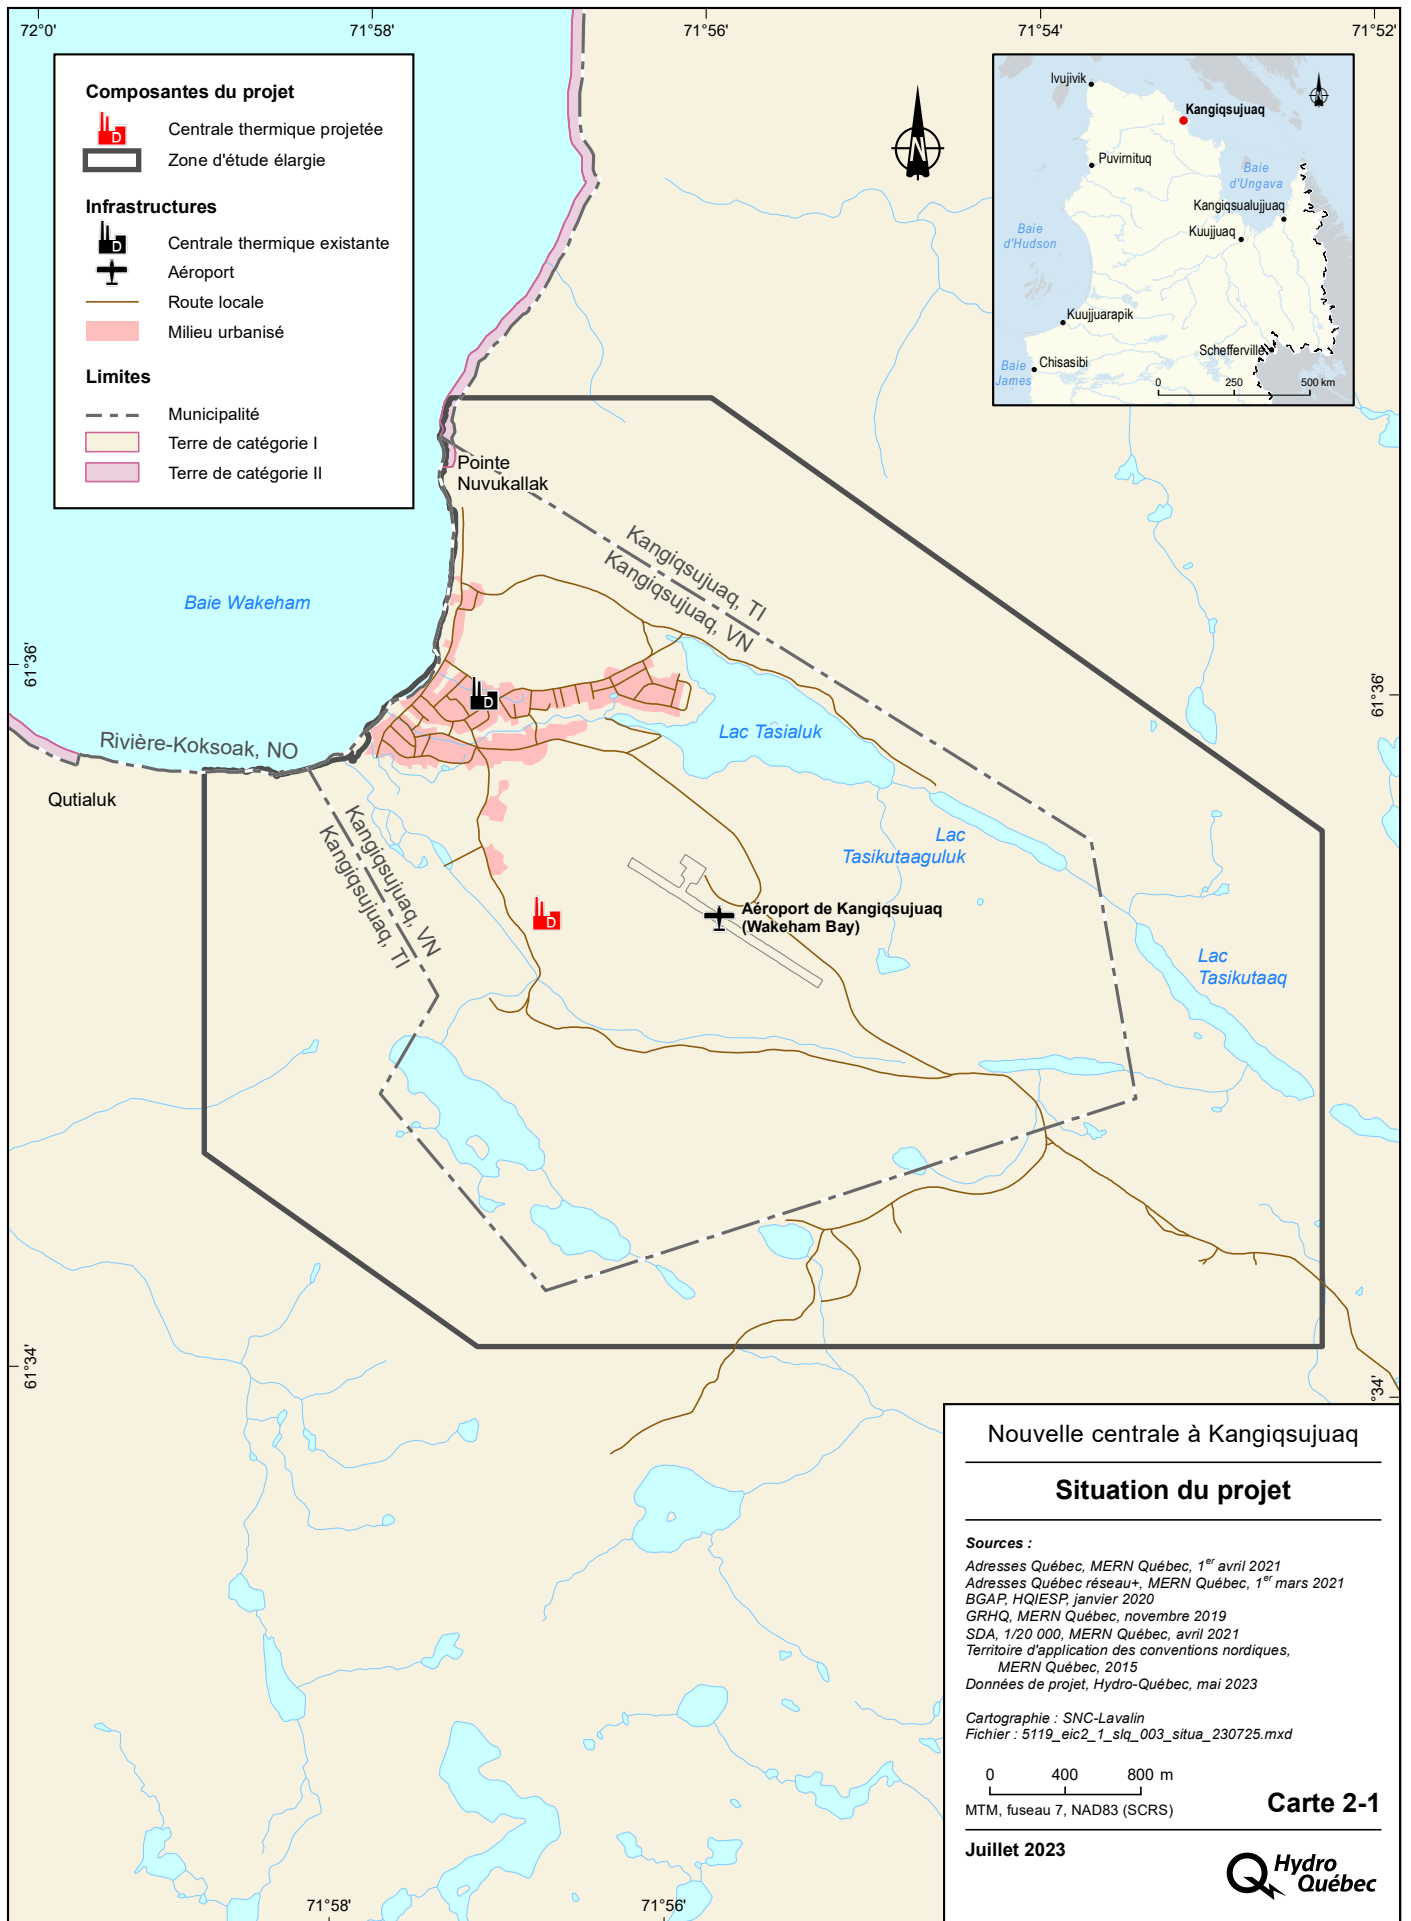 72°0'
71°58'
71°56'
71°54'
71°52'
Composantes du projet
D
Centrale thermique projetée
Zone d'étude élargie
Infrastructures
D
Centrale thermique existante
Aéroport
Route locale
Milieu urbanisé
Limites
Municipalité
Terre de catégorie I
Terre de catégorie II
N
Ivujivik
Kangiqsujuaq
Puvirnituq
Baie
d'Ungava
Kangiqsualujjuaq
Kuujjuaq
Baie
d'Hudson
Kuujjuarapik
Schefferville
Baie
James
Chisasibi
0 250 500 km
Pointe
Nuvukallak
Kangiqsujuaq, TI
Kangiqsujuaq, VN
Baie Wakeham
61°36'
61°36'
D
Lac Tasialuk
Rivière-Koksoak, NO
Qutialuk
Kangiqsujuaq, VN
Kangiqsujuaq, TI
Lac
Tasikutaaguluk
D
Aéroport de Kangiqsujuaq
(Wakeham Bay)
Lac
Tasikutaaq
61°34'
°34'
Nouvelle centrale à Kangiqsujuaq
Situation du projet
Sources :
Adresses Québec, MERN Québec, 1er avril 2021
Adresses Québec réseau+, MERN Québec, 1er mars 2021
BGAP, HQIESP, janvier 2020
GRHQ, MERN Québec, novembre 2019
SDA, 1/20 000, MERN Québec, avril 2021
Territoire d'application des conventions nordiques,
MERN Québec, 2015
Données de projet, Hydro-Québec, mai 2023
Cartographie : SNC-Lavalin
Fichier : 5119_eic2_1_slq_003_situa_230725.mxd
0 400 800 m
MTM, fuseau 7, NAD83 (SCRS)
Carte 2-1
Juillet 2023
Hydro
Québec
71°58'
71°56'